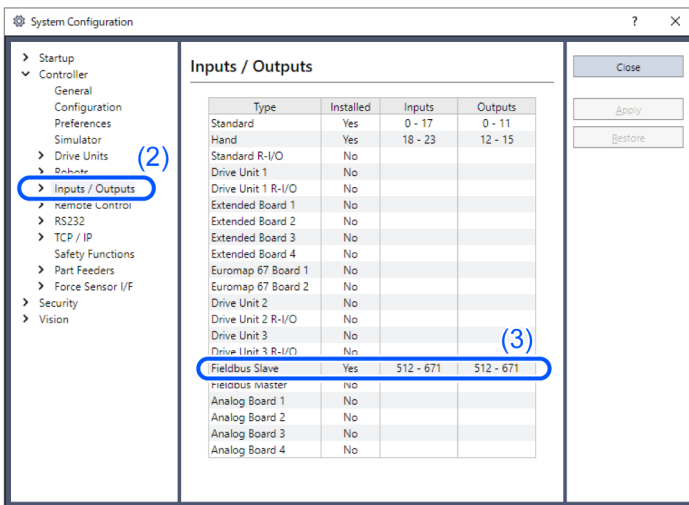 System Configuration ? ×
Startup
Controller
General
Configuration
Preferences
Simulator
Drive Units
(2)
Robots
Inputs / Outputs
Remote Control
RS232
TCP / IP
Safety Functions
Part Feeders
Force Sensor I/F
Security
Vision
Inputs / Outputs
Type Installed Inputs Outputs
Standard Yes 0 - 17 0 - 11
Hand Yes 18 - 23 12 - 15
Standard R-I/O No
Drive Unit 1 No
Drive Unit 1 R-I/O No
Extended Board 1 No
Extended Board 2 No
Extended Board 3 No
Extended Board 4 No
Euromap 67 Board 1 No
Euromap 67 Board 2 No
Drive Unit 2 No
Drive Unit 2 R-I/O No
Drive Unit 3 No
Drive Unit 3 R-I/O No
(3)
Fieldbus Slave Yes 512 - 671 512 - 671
Fieldbus Master No
Analog Board 1 No
Analog Board 2 No
Analog Board 3 No
Analog Board 4 No
Close
Apply
Restore